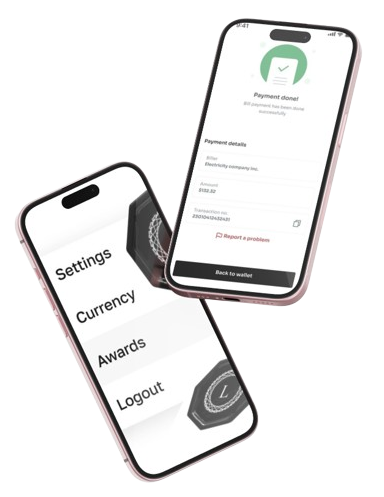 9:41
Payment done!
Bill payment has been done
successfully
Payment details
Biller
Electricity company inc.
Amount
$132.32
Transaction no.
23010412432431
Report a problem
Back to wallet
Settings
Currency
Awards
Logout